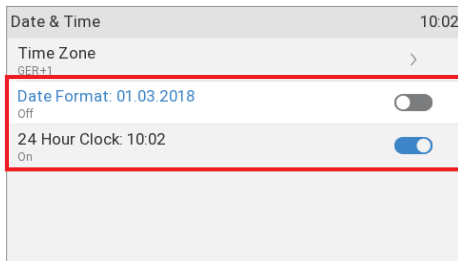 Date & Time 10:02
Time Zone
GER+1
Date Format: 01.03.2018
Off
24 Hour Clock: 10:02
On